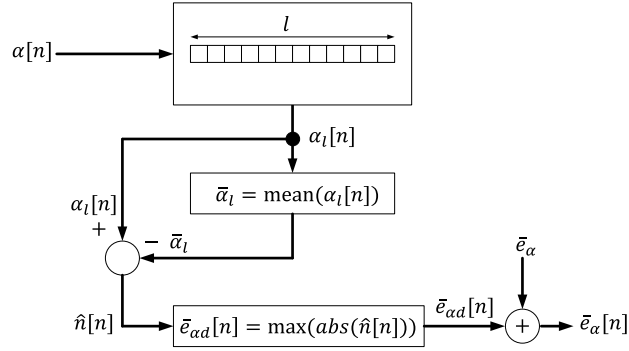 l
α[n]
α_l[n]
ᾱ_l = mean(α_l[n])
α_l[n]
+
− ᾱ_l
ē_α
n̂[n]
ē_αd[n] = max(abs(n̂[n]))
ē_αd[n]
+
ē_α[n]